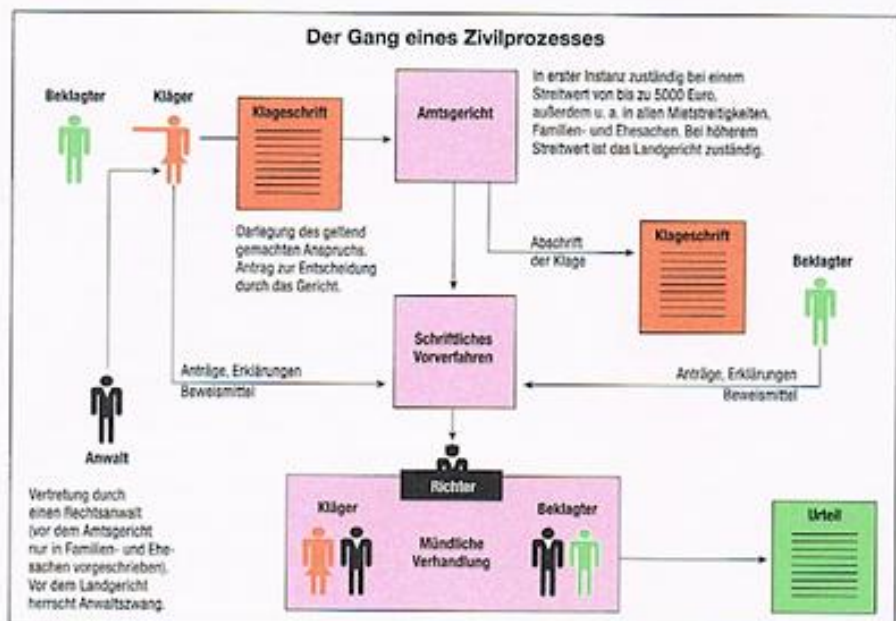 Der Gang eines Zivilprozesses
Beklagter
Kläger
Klageschrift
Amtsgericht
In erster Instanz zuständig bei einem
Streitwert von bis zu 5000 Euro,
außerdem u. a. in allen Mietstreitigkeiten,
Familien- und Ehesachen. Bei höherem
Streitwert ist das Landgericht zuständig.
Darlegung des geltend
gemachten Anspruchs.
Antrag zur Entscheidung
durch das Gericht.
Abschrift
der Klage
Klageschrift
Beklagter
Schriftliches
Vorverfahren
Anträge, Erklärungen
Beweismittel
Anträge, Erklärungen
Beweismittel
Anwalt
Vertretung durch
einen Rechtsanwalt
(vor dem Amtsgericht
nur in Familien- und Ehe-
sachen vorgeschrieben).
Vor dem Landgericht
herrscht Anwaltszwang.
Richter
Kläger
Beklagter
Mündliche
Verhandlung
Urteil